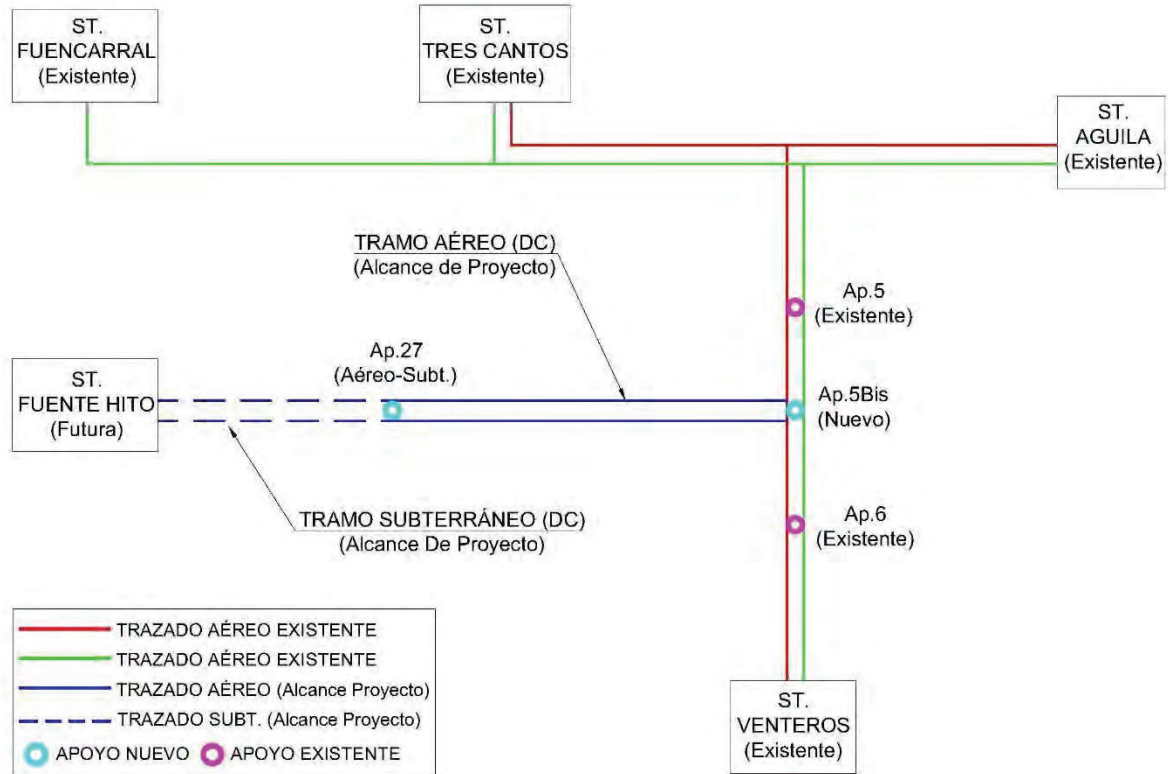 ST.
FUENCARRAL
(Existente)
ST.
TRES CANTOS
(Existente)
ST.
AGUILA
(Existente)
TRAMO AÉREO (DC)
(Alcance de Proyecto)
Ap.5
(Existente)
Ap.27
(Aéreo-Subt.)
ST.
FUENTE HITO
(Futura)
Ap.5Bis
(Nuevo)
TRAMO SUBTERRÁNEO (DC)
(Alcance De Proyecto)
Ap.6
(Existente)
TRAZADO AÉREO EXISTENTE
TRAZADO AÉREO EXISTENTE
TRAZADO AÉREO (Alcance Proyecto)
TRAZADO SUBT. (Alcance Proyecto)
APOYO NUEVO APOYO EXISTENTE
ST.
VENTEROS
(Existente)